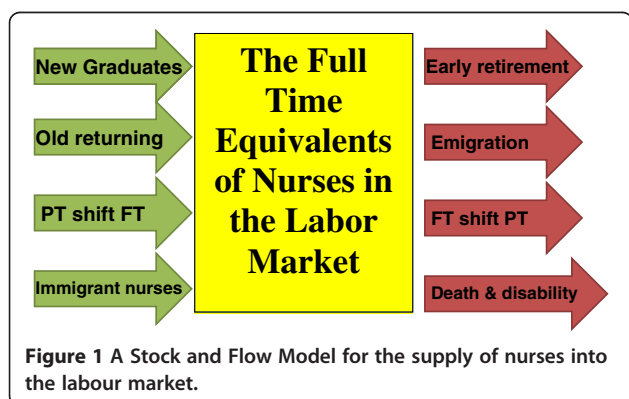 New Graduates
Old returning
PT shift FT
Immigrant nurses
The Full
Time
Equivalents
of Nurses in
the Labor
Market
Early retirement
Emigration
FT shift PT
Death & disability
Figure 1 A Stock and Flow Model for the supply of nurses into
the labour market.